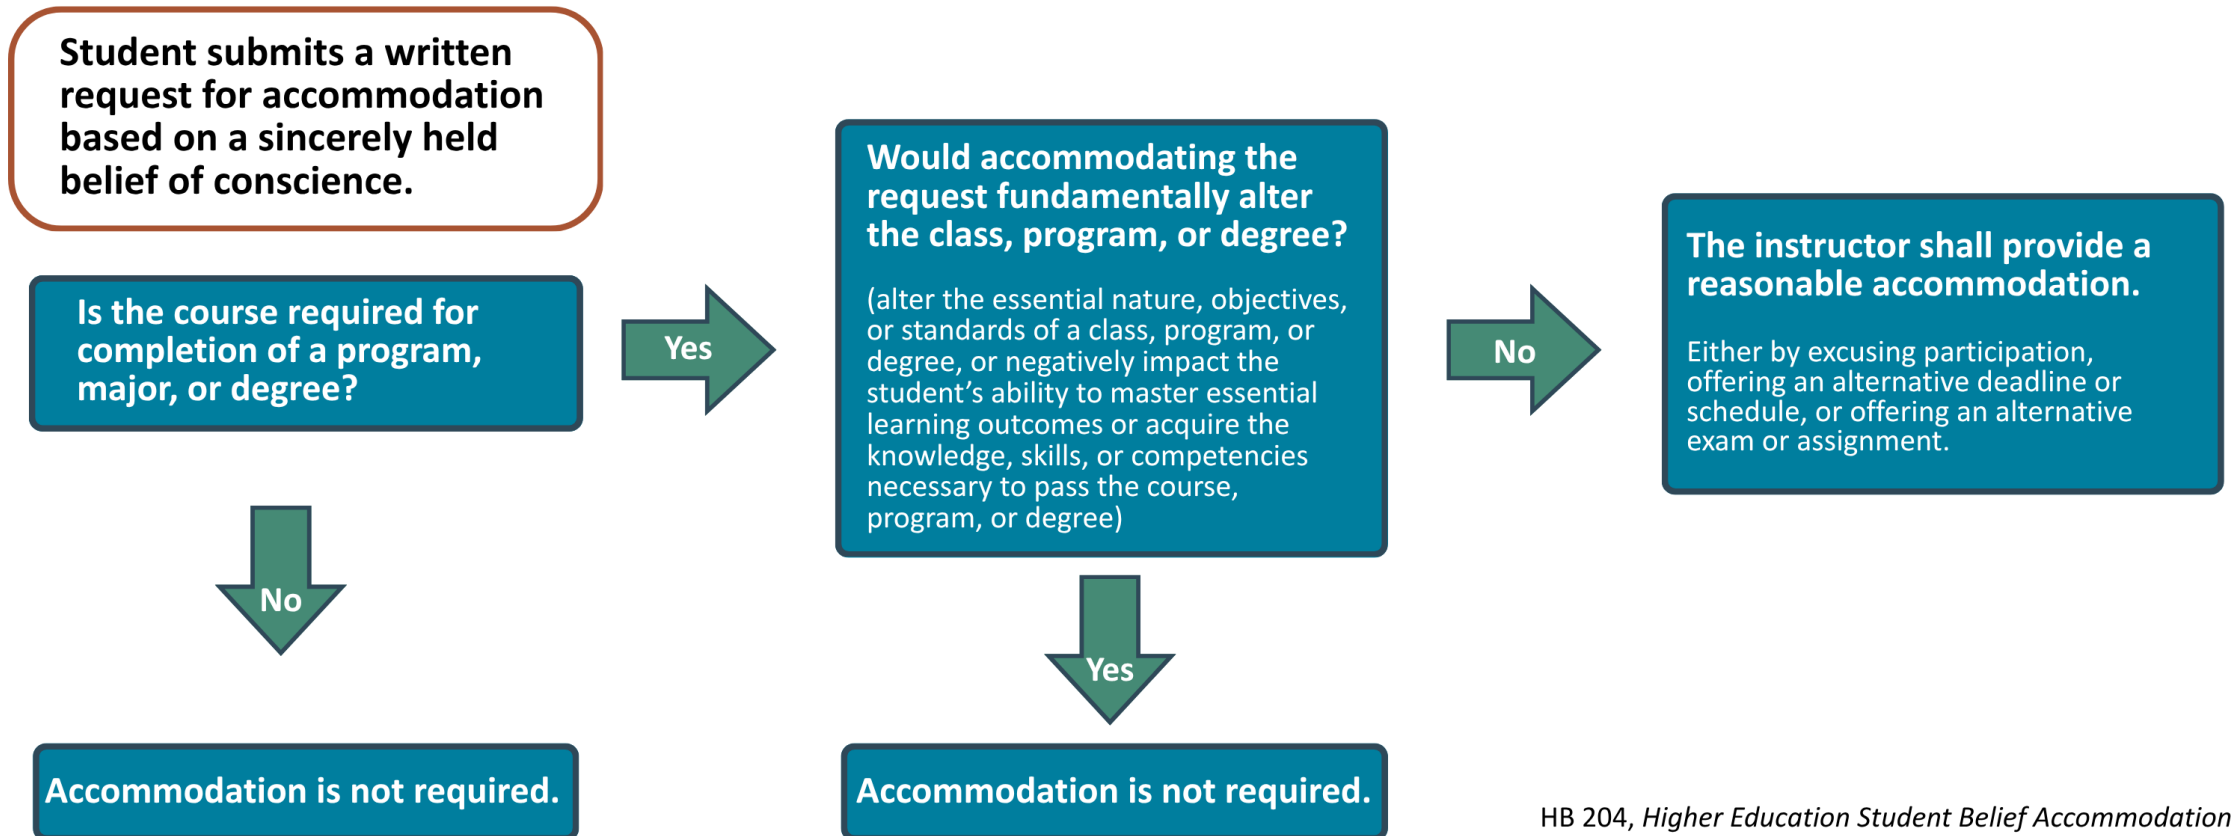 Student submits a written
request for accommodation
based on a sincerely held
belief of conscience.
Is the course required for
completion of a program,
major, or degree?
Yes
No
Accommodation is not required.
Would accommodating the
request fundamentally alter
the class, program, or degree?
(alter the essential nature, objectives,
or standards of a class, program, or
degree, or negatively impact the
student’s ability to master essential
learning outcomes or acquire the
knowledge, skills, or competencies
necessary to pass the course,
program, or degree)
No
Yes
Accommodation is not required.
The instructor shall provide a
reasonable accommodation.
Either by excusing participation,
offering an alternative deadline or
schedule, or offering an alternative
exam or assignment.
HB 204, Higher Education Student Belief Accommodation